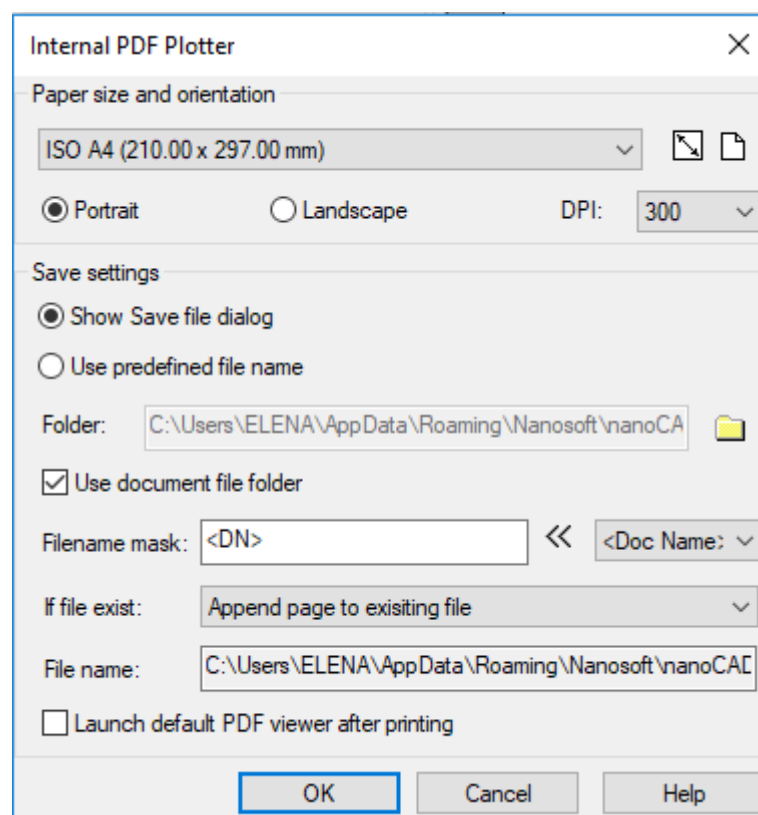 Internal PDF Plotter
Paper size and orientation
ISO A4 (210.00 x 297.00 mm)
Portrait Landscape DPI: 300
Save settings
Show Save file dialog
Use predefined file name
Folder: C:\Users\ELENA\AppData\Roaming\Nanosoft\nanoCA
Use document file folder
Filename mask: <DN> << <Doc Name>
If file exist: Append page to exisiting file
File name: C:\Users\ELENA\AppData\Roaming\Nanosoft\nanoCAD
Launch default PDF viewer after printing
OK Cancel Help